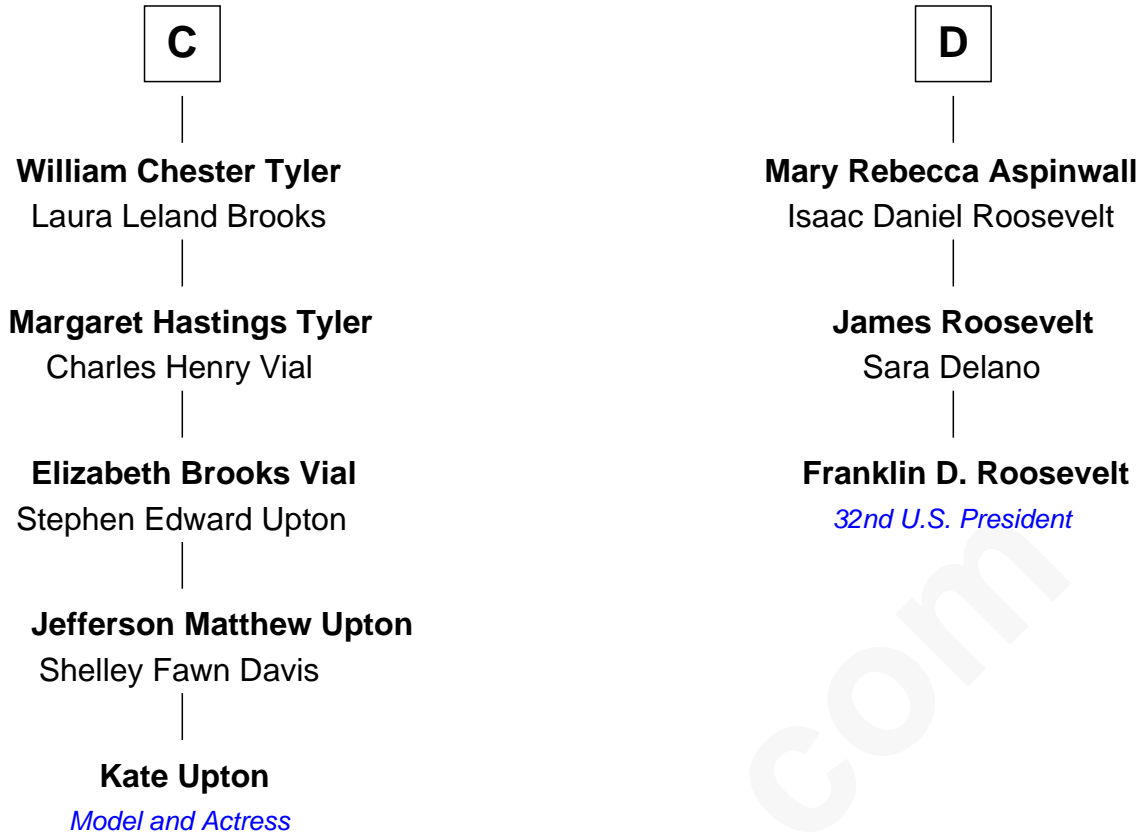 C
William Chester Tyler
Laura Leland Brooks
Margaret Hastings Tyler
Charles Henry Vial
Elizabeth Brooks Vial
Stephen Edward Upton
Jefferson Matthew Upton
Shelley Fawn Davis
Kate Upton
Model and Actress
D
Mary Rebecca Aspinwall
Isaac Daniel Roosevelt
James Roosevelt
Sara Delano
Franklin D. Roosevelt
32nd U.S. President
com